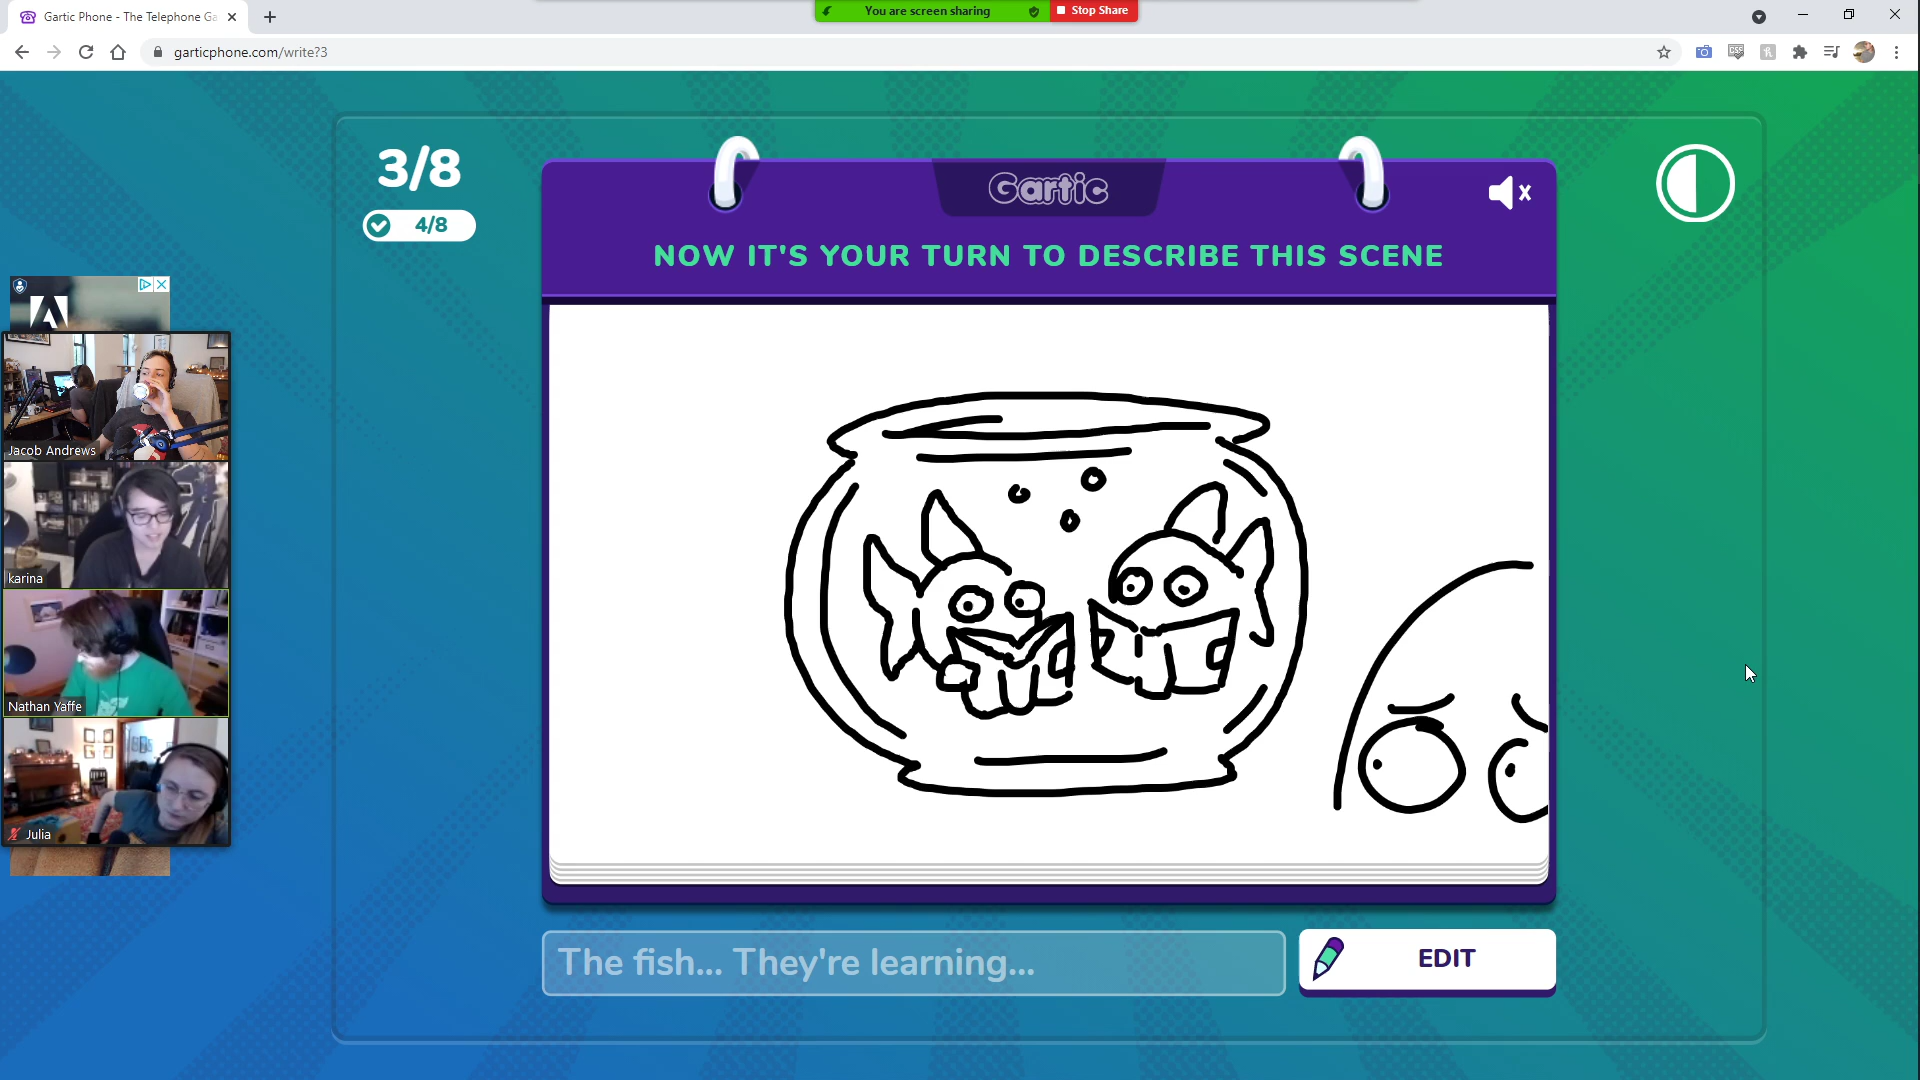 Gartic Phone - The Telephone Ga
You are screen sharing
Stop Share
garticphone.com/write?3
3/8
4/8
Gartic
NOW IT'S YOUR TURN TO DESCRIBE THIS SCENE
Jacob Andrews
karina
Nathan Yaffe
Julia
The fish... They're learning...
EDIT